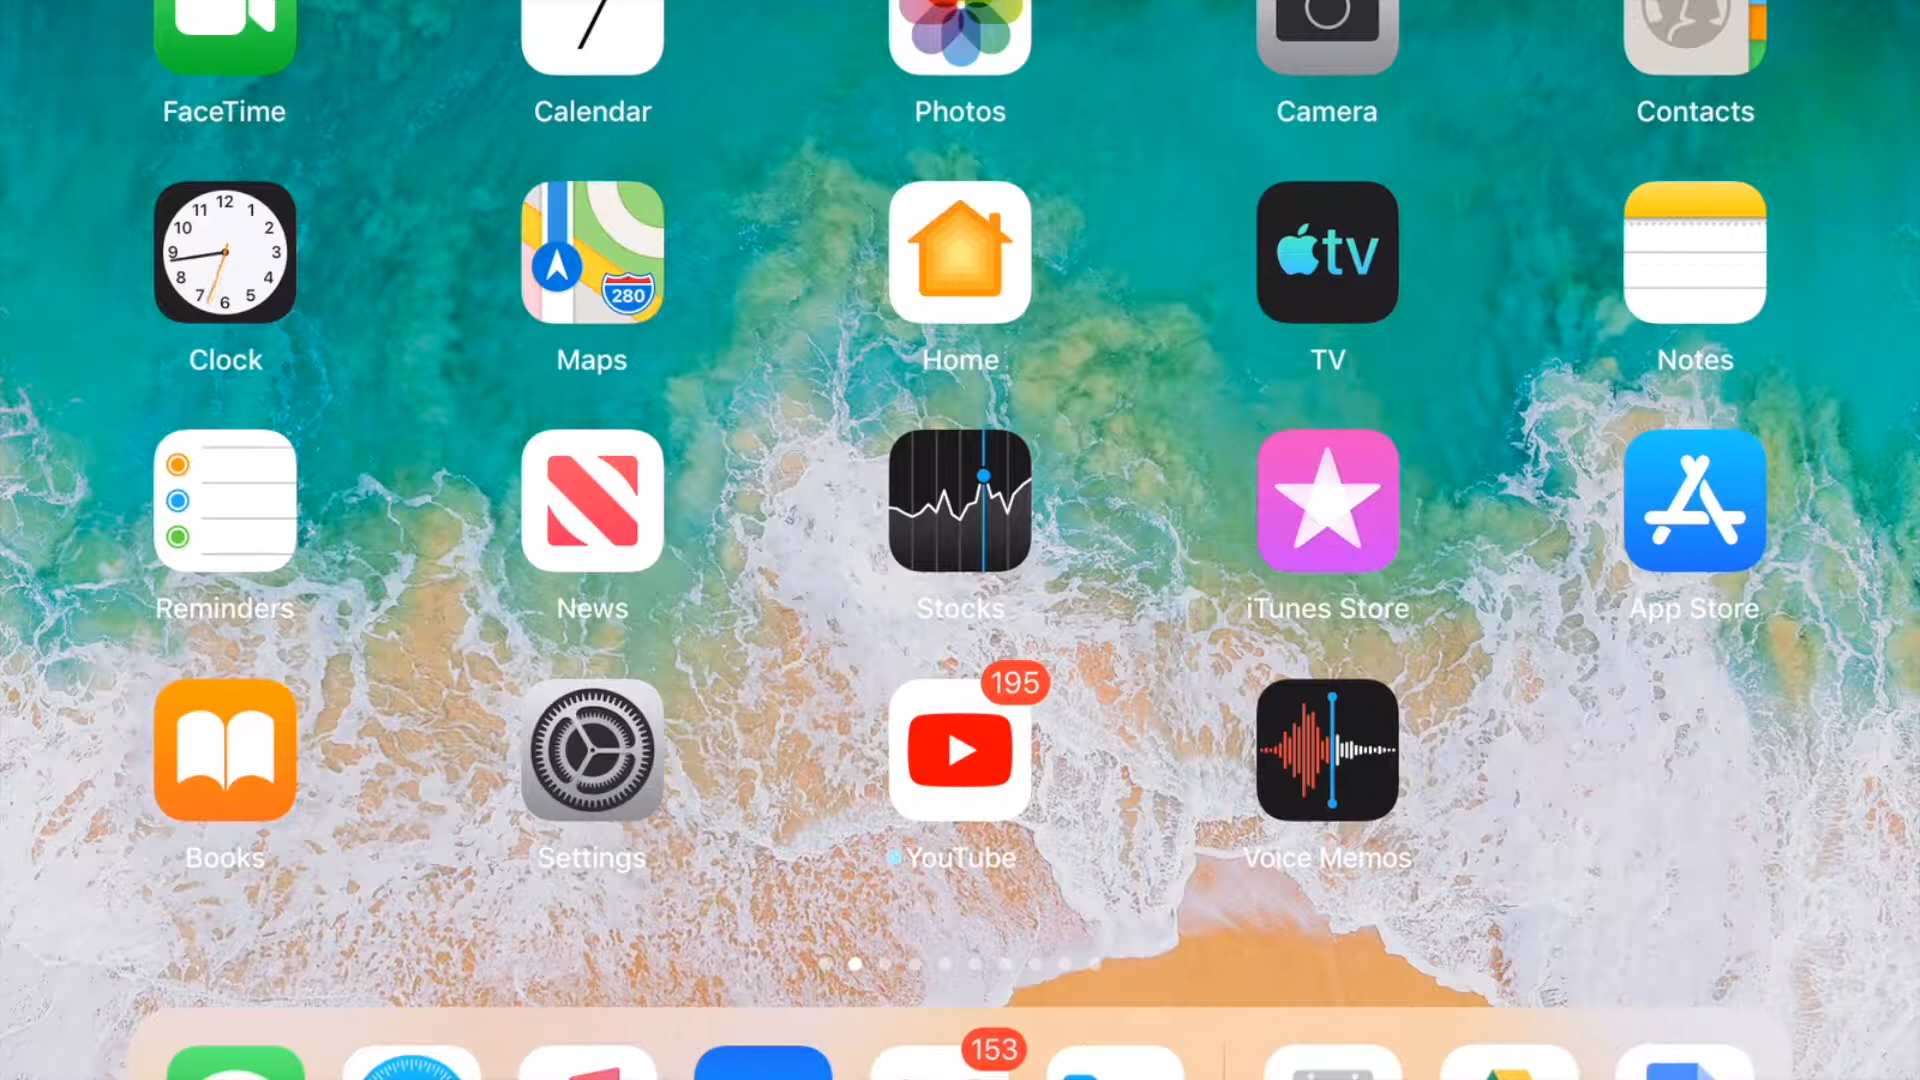 7
FaceTime
Calendar
Photos
Camera
Contacts
12
11
1
10
2
9
3
8
4
7
5
6
280
tv
Clock
Maps
Home
TV
Notes
Reminders
News
Stocks
iTunes Store
App Store
195
Books
Settings
YouTube
Voice Memos
153